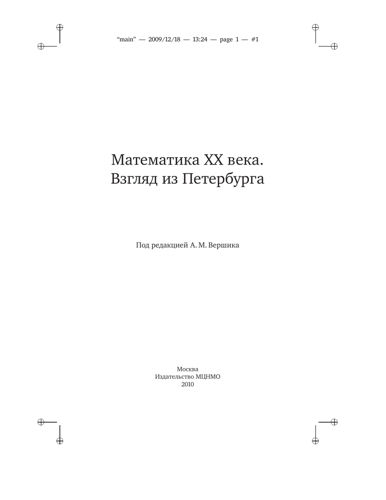 “main” — 2009/12/18 — 13:24 — page 1 — #1
Математика XX века.
Взгляд из Петербурга
Под редакцией А. М. Вершика
Москва
Издательство МЦНМО
2010